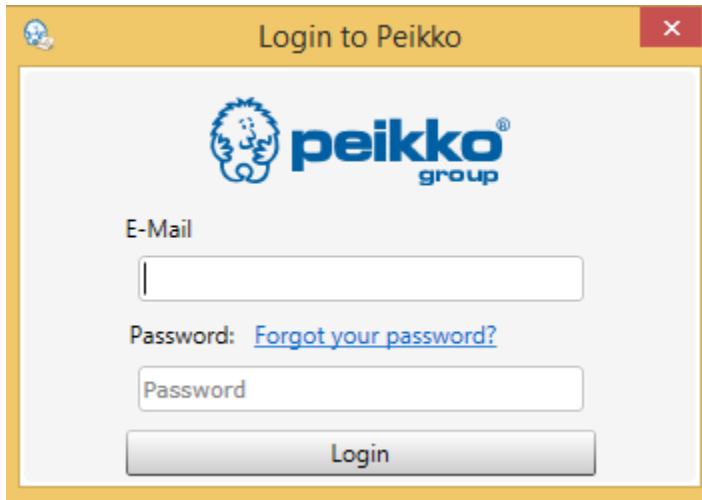 Login to Peikko
peikko®
group
E-Mail
Password: Forgot your password?
Password
Login